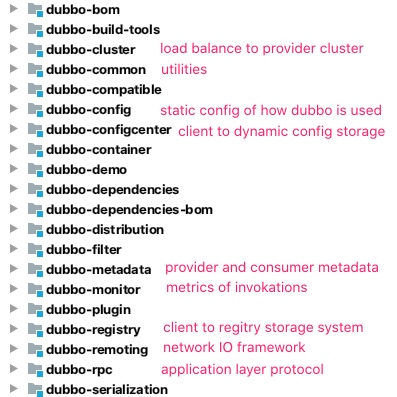 dubbo-bom
dubbo-build-tools
dubbo-cluster load balance to provider cluster
dubbo-common utilities
dubbo-compatible
dubbo-config static config of how dubbo is used
dubbo-configcenter client to dynamic config storage
dubbo-container
dubbo-demo
dubbo-dependencies
dubbo-dependencies-bom
dubbo-distribution
dubbo-filter
dubbo-metadata provider and consumer metadata
dubbo-monitor metrics of invokations
dubbo-plugin
dubbo-registry client to regitry storage system
dubbo-remoting network IO framework
dubbo-rpc application layer protocol
dubbo-serialization